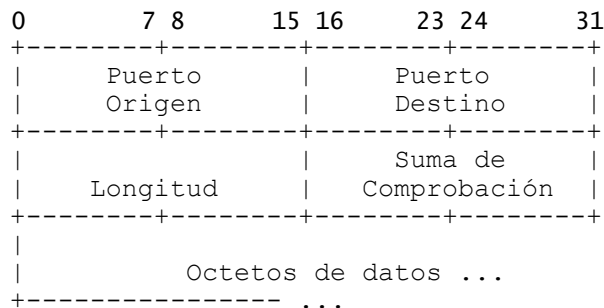 0 7 8 15 16 23 24 31
+--------+--------+--------+--------+
| Puerto | Puerto |
| Origen | Destino |
+--------+--------+--------+--------+
| | Suma de |
| Longitud | Comprobación |
+--------+--------+--------+--------+
|
| Octetos de datos ...
+---------------- ...